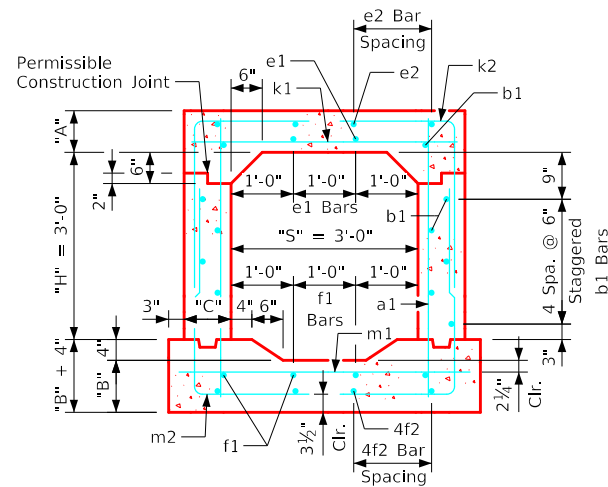 e2 Bar
Spacing
e1
e2
k2
Permissible
Construction Joint
6"
k1
b1
"A"
6"
2"
1'-0" 1'-0" 1'-0"
e1 Bars
9"
b1
"H" = 3'-0"
"S" = 3'-0"
4 Spa. @ 6"
Staggered
b1 Bars
1'-0" 1'-0" 1'-0"
f1
Bars
a1
3" "C" 4" 6"
m1
4"
"B" + 4"
"B"
3"
2¼"
Clr.
m2
f1
3½"
Clr.
4f2
4f2 Bar
Spacing